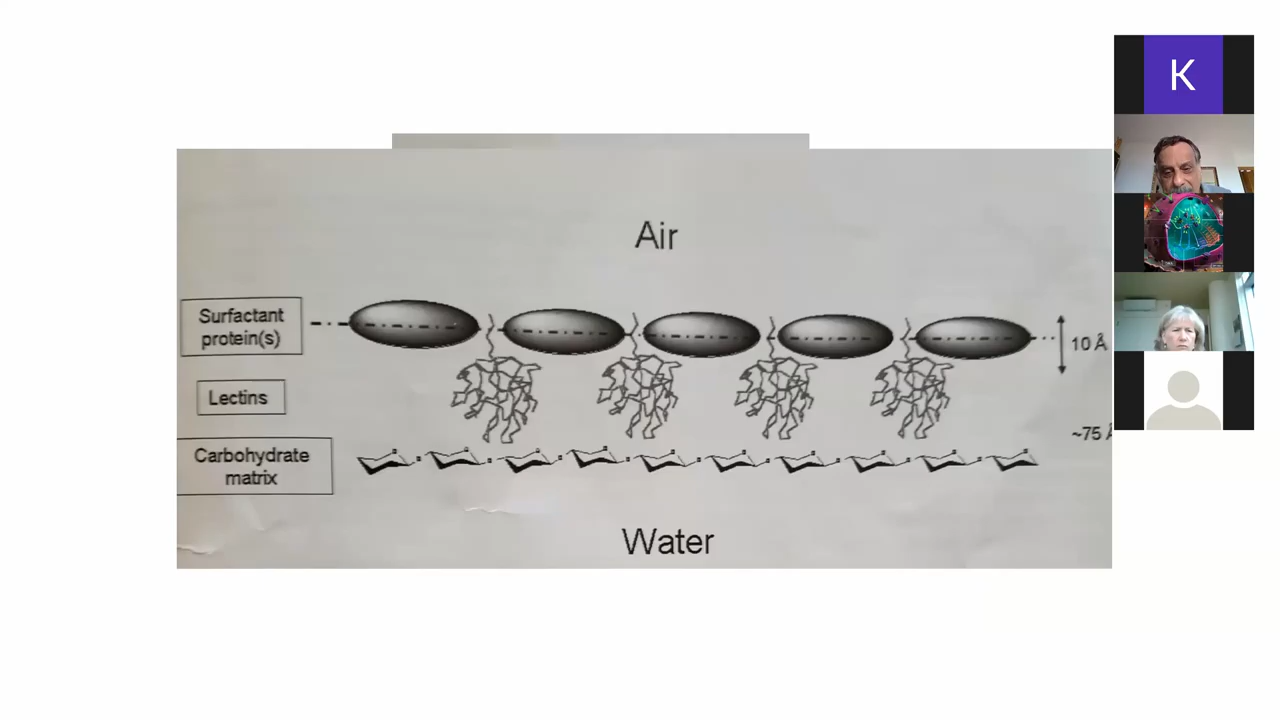 K
Air
Surfactant
protein(s)
10 Å
Lectins
~75 Å
Carbohydrate
matrix
Water